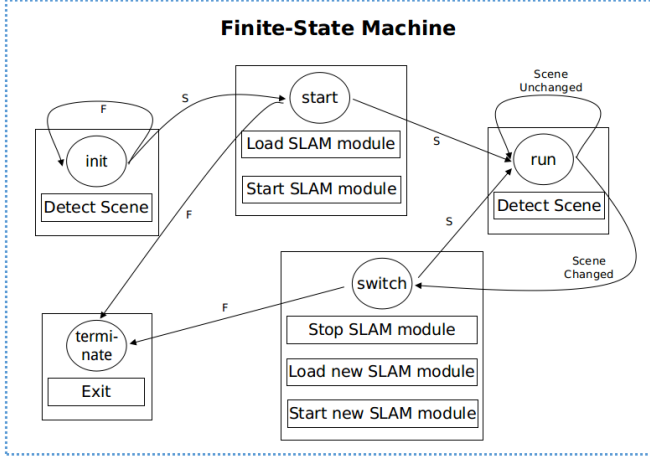 Finite-State Machine
F
S
init
Detect Scene
start
Load SLAM module
Start SLAM module
S
F
Scene
Unchanged
run
Detect Scene
S
Scene
Changed
switch
Stop SLAM module
Load new SLAM module
Start new SLAM module
F
termi-
nate
Exit